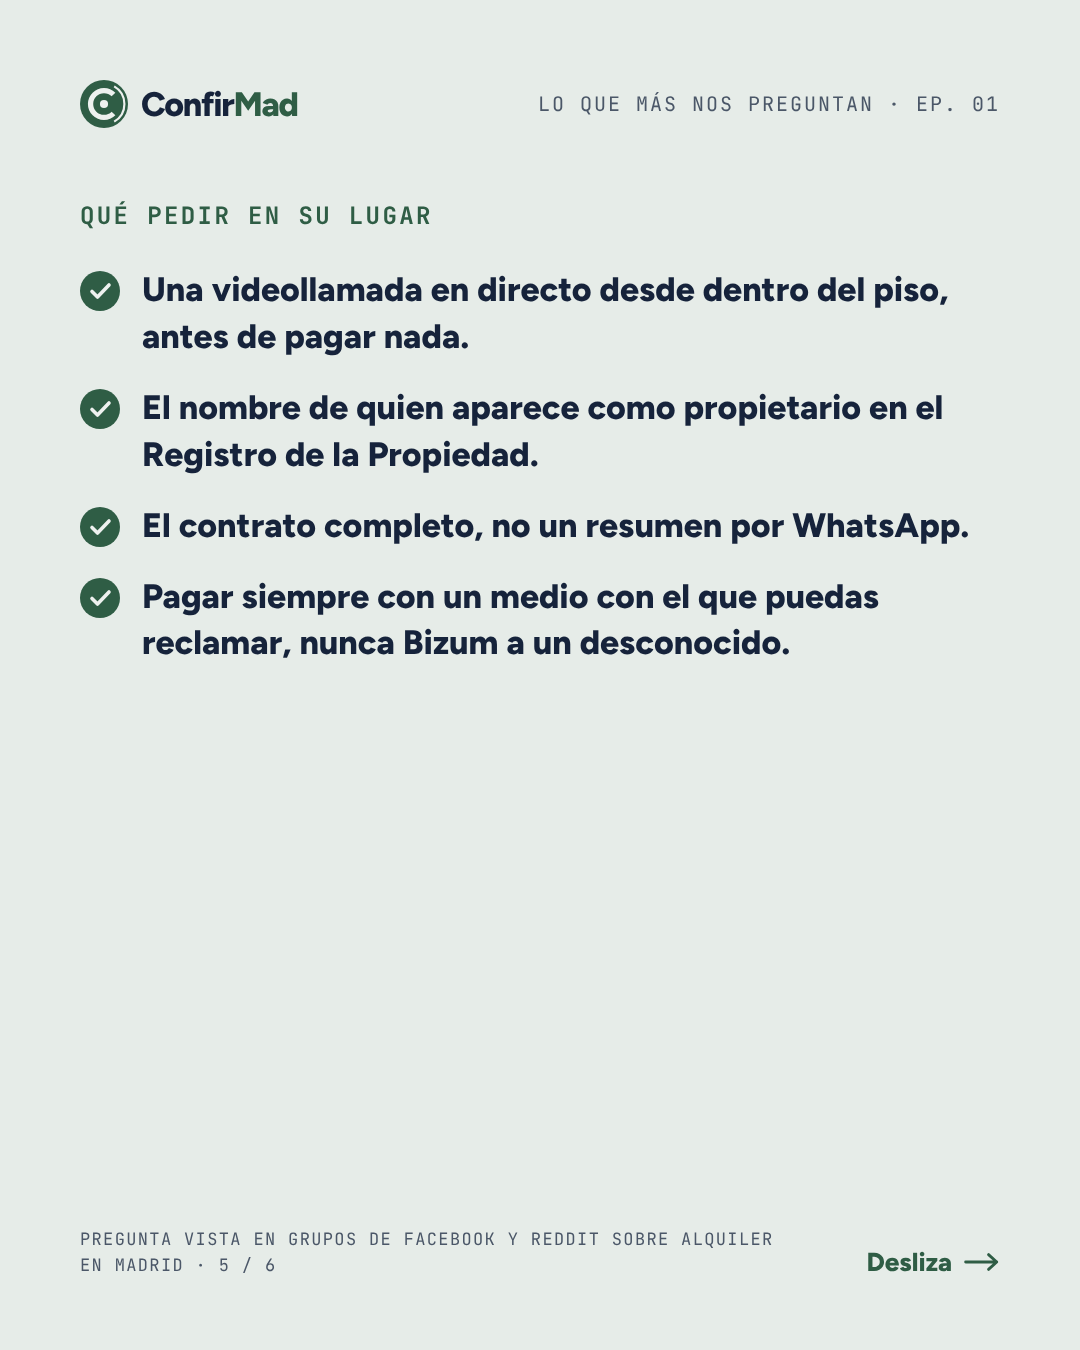 ConfirMad
LO QUE MÁS NOS PREGUNTAN · EP. 01
QUÉ PEDIR EN SU LUGAR
Una videollamada en directo desde dentro del piso,
antes de pagar nada.
El nombre de quien aparece como propietario en el
Registro de la Propiedad.
El contrato completo, no un resumen por WhatsApp.
Pagar siempre con un medio con el que puedas
reclamar, nunca Bizum a un desconocido.
PREGUNTA VISTA EN GRUPOS DE FACEBOOK Y REDDIT SOBRE ALQUILER
EN MADRID · 5 / 6
Desliza →